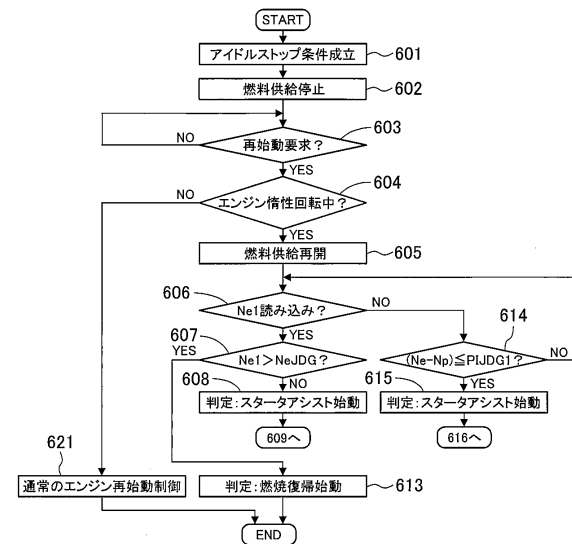 START
アイドルストップ条件成立
601
燃料供給停止
602
603
NO
再始動要求？
YES
604
NO
エンジン惰性回転中？
YES
燃料供給再開
605
606
Ne1読み込み？
NO
YES
607
614
YES
Ne1＞NeJDG？
(Ne−Np)≦PIJDG1？
NO
608
NO
615
YES
判定：スタータアシスト始動
判定：スタータアシスト始動
609へ
616へ
621
通常のエンジン再始動制御
判定：燃焼復帰始動
613
END